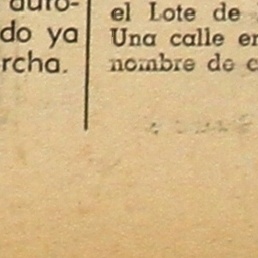 auto-
do ya
rcha.
el Lote de
Una calle en
nombre de c